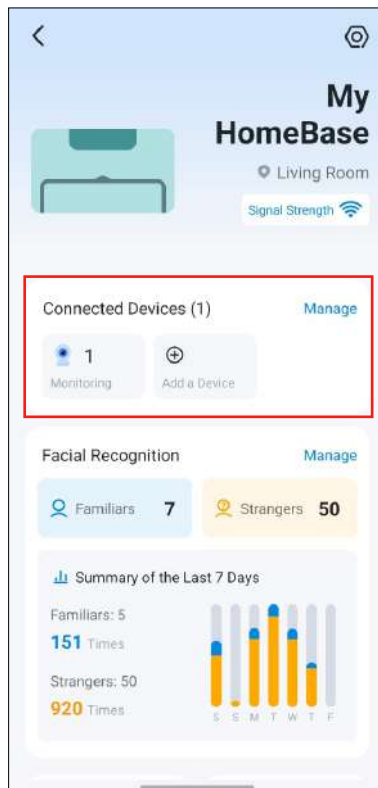 My
HomeBase
Living Room
Signal Strength
Connected Devices (1) Manage
1
Monitoring Add a Device
Facial Recognition Manage
Familiars 7 Strangers 50
Summary of the Last 7 Days
Familiars: 5
151 Times
Strangers: 50
920 Times
S S M T W T F